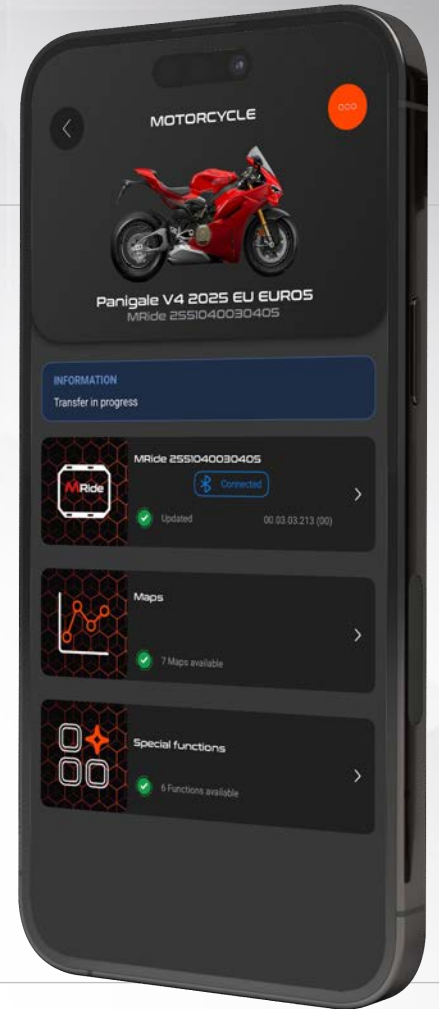 MOTORCYCLE
Panigale V4 2025 EU EURO5
MRide 2551040030405
INFORMATION
Transfer in progress
MRide
MRide 2551040030405
Connected
Updated 00.03.03.213 (00)
Maps
7 Maps available
Special functions
6 Functions available